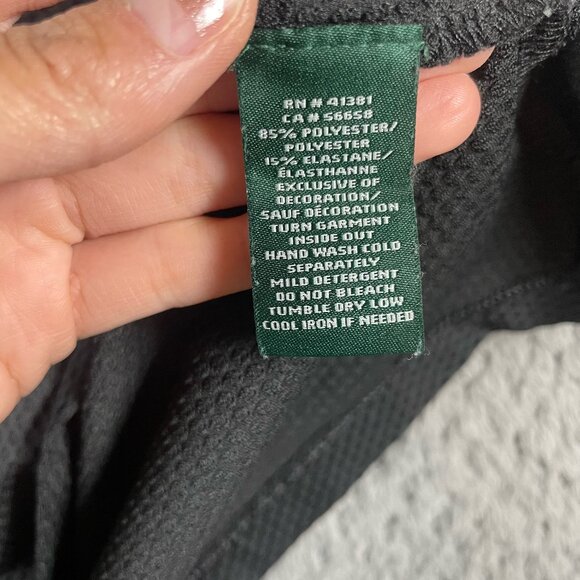 RN # 41381
CA # 56658
85% POLYESTER/
POLYESTER
15% ELASTANE/
ÉLASTHANNE
EXCLUSIVE OF
DECORATION/
SAUF DÉCORATION
TURN GARMENT
INSIDE OUT
HAND WASH COLD
SEPARATELY
MILD DETERGENT
DO NOT BLEACH
TUMBLE DRY LOW
COOL IRON IF NEEDED